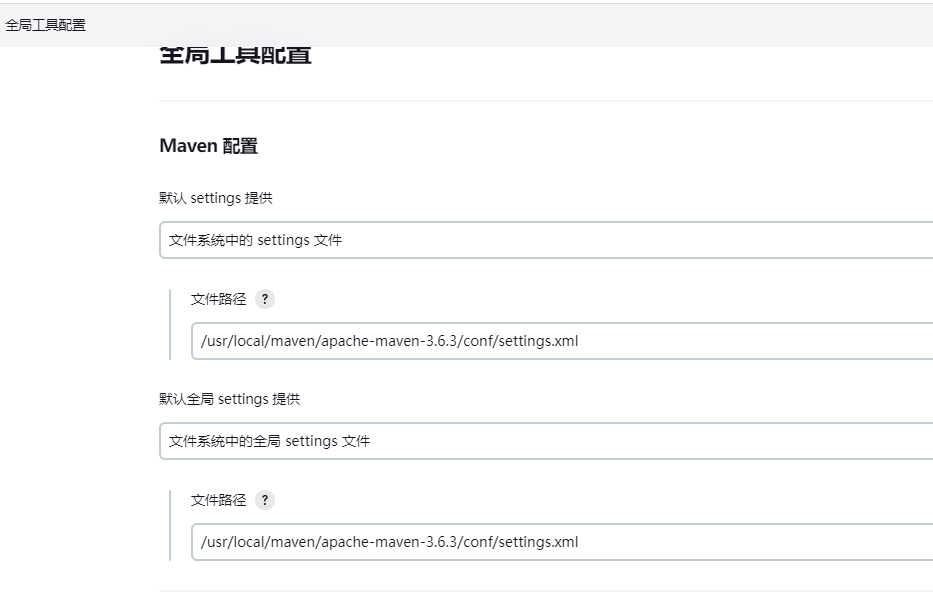 全局工具配置
全局工具配置
Maven 配置
默认 settings 提供
文件系统中的 settings 文件
文件路径 ?
/usr/local/maven/apache-maven-3.6.3/conf/settings.xml
默认全局 settings 提供
文件系统中的全局 settings 文件
文件路径 ?
/usr/local/maven/apache-maven-3.6.3/conf/settings.xml